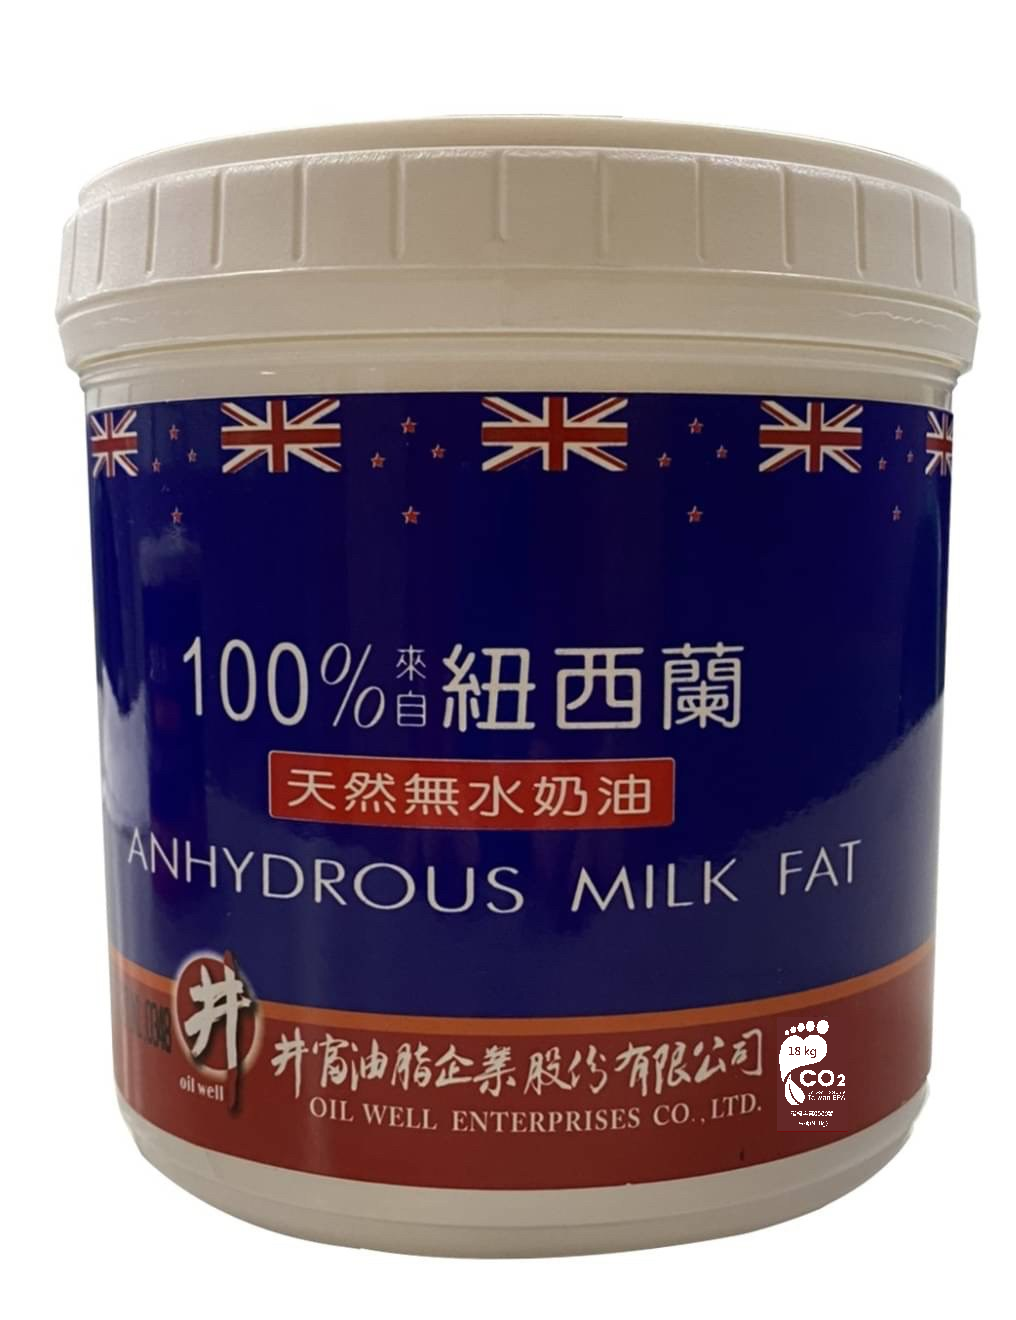 100%來自紐西蘭
天然無水奶油
ANHYDROUS MILK FAT
井
oil well
井富油脂企業股份有限公司
OIL WELL ENTERPRISES CO., LTD.
18 kg
CO2
Taiwan EPA